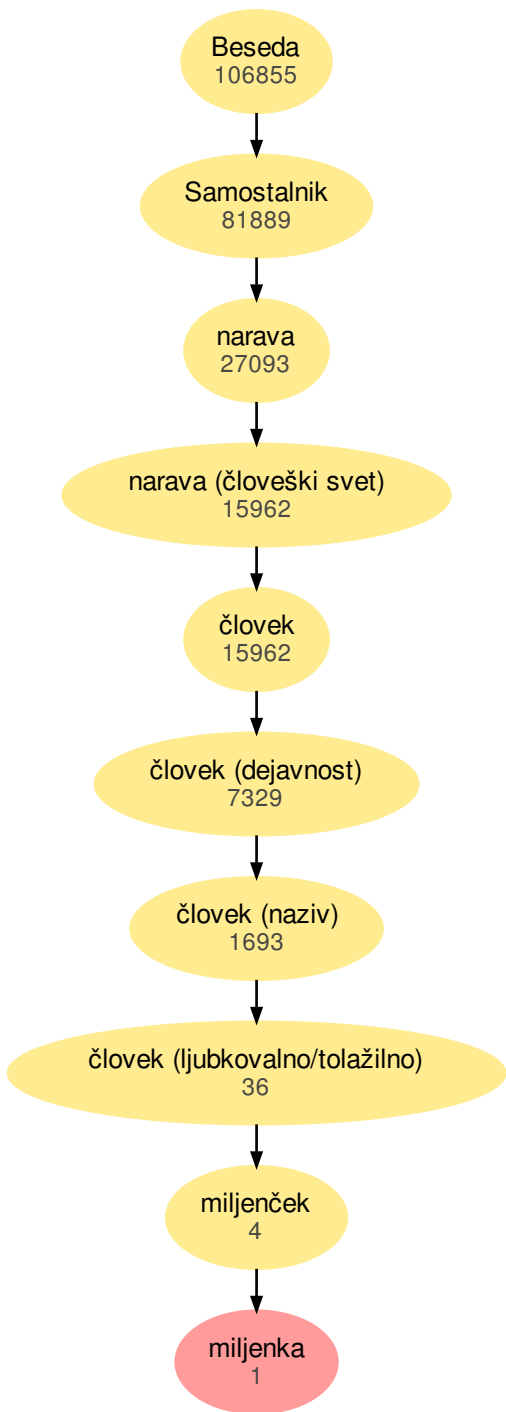 Beseda
106855
Samostalnik
81889
narava
27093
narava (človeški svet)
15962
človek
15962
človek (dejavnost)
7329
človek (naziv)
1693
človek (ljubkovalno/tolažilno)
36
miljenček
4
miljenka
1